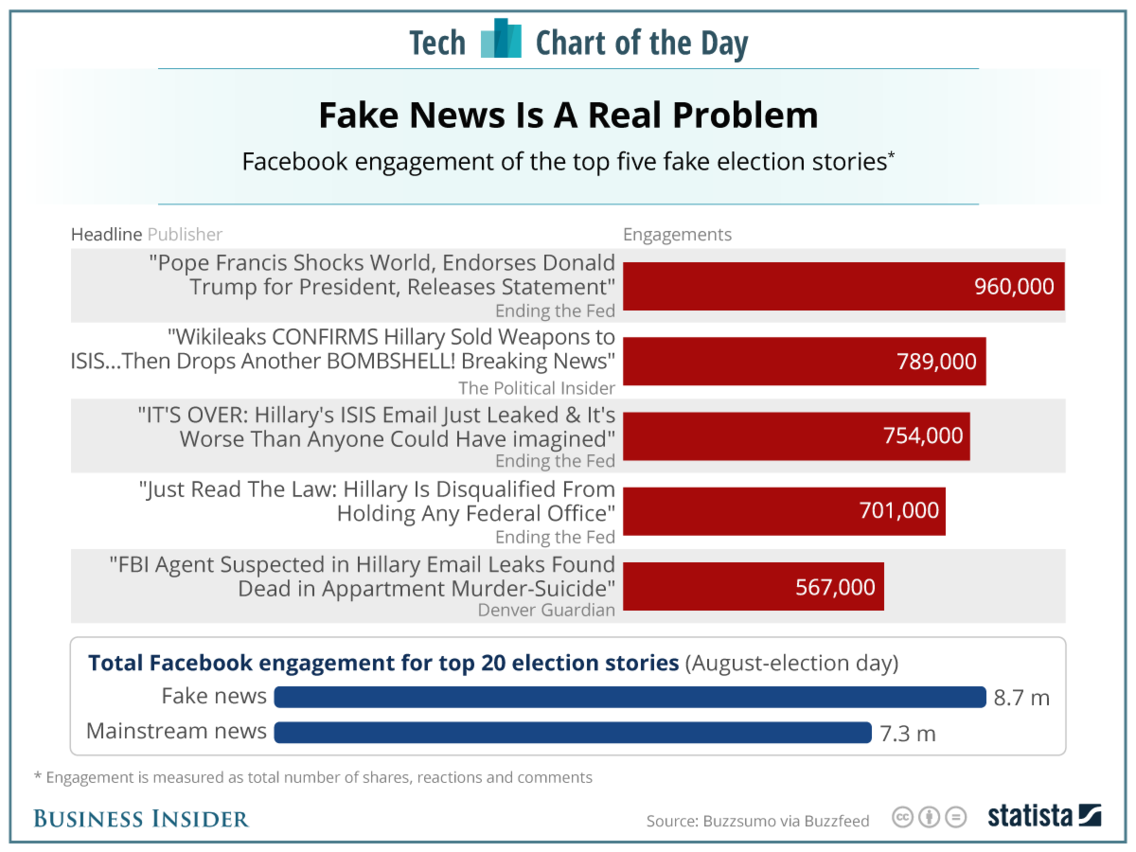 Tech Chart of the Day
Fake News Is A Real Problem
Facebook engagement of the top five fake election stories*
Headline Publisher Engagements
"Pope Francis Shocks World, Endorses Donald
Trump for President, Releases Statement"
Ending the Fed
960,000
"Wikileaks CONFIRMS Hillary Sold Weapons to
ISIS...Then Drops Another BOMBSHELL! Breaking News"
The Political Insider
789,000
"IT'S OVER: Hillary's ISIS Email Just Leaked & It's
Worse Than Anyone Could Have imagined"
Ending the Fed
754,000
"Just Read The Law: Hillary Is Disqualified From
Holding Any Federal Office"
Ending the Fed
701,000
"FBI Agent Suspected in Hillary Email Leaks Found
Dead in Appartment Murder-Suicide"
Denver Guardian
567,000
Total Facebook engagement for top 20 election stories (August-election day)
Fake news 8.7 m
Mainstream news 7.3 m
* Engagement is measured as total number of shares, reactions and comments
BUSINESS INSIDER
Source: Buzzsumo via Buzzfeed
cc
statista